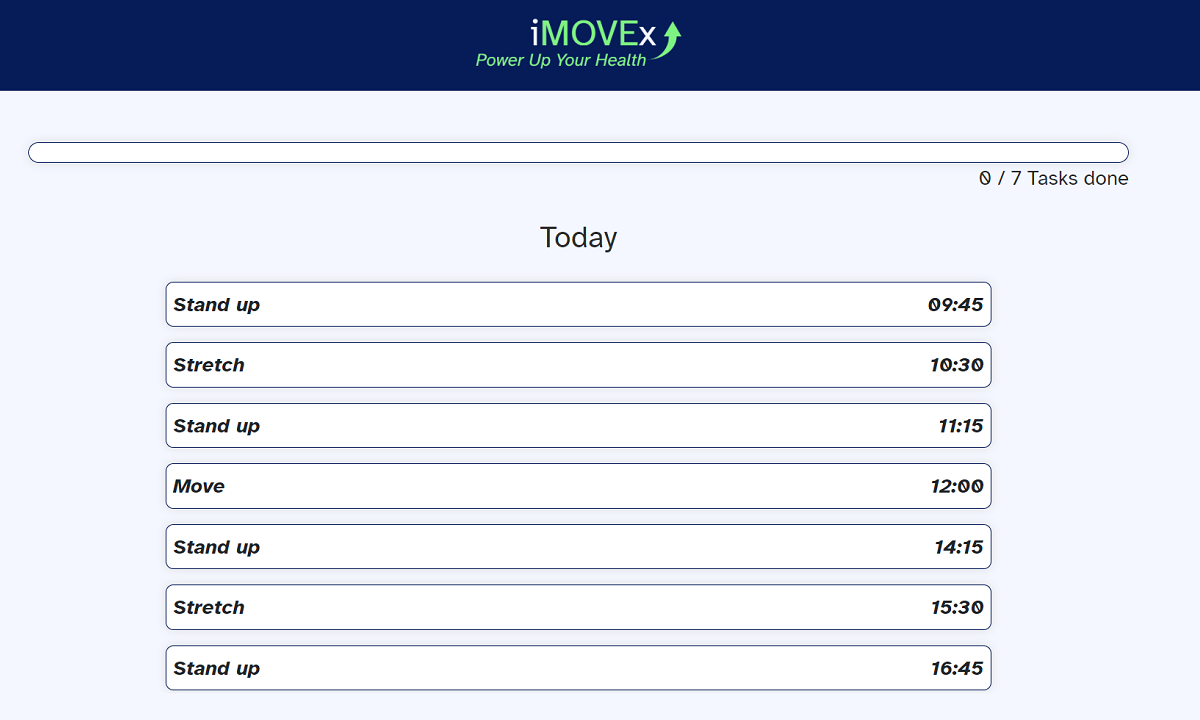 iMOVEx
Power Up Your Health
0 / 7 Tasks done
Today
Stand up 09:45
Stretch 10:30
Stand up 11:15
Move 12:00
Stand up 14:15
Stretch 15:30
Stand up 16:45